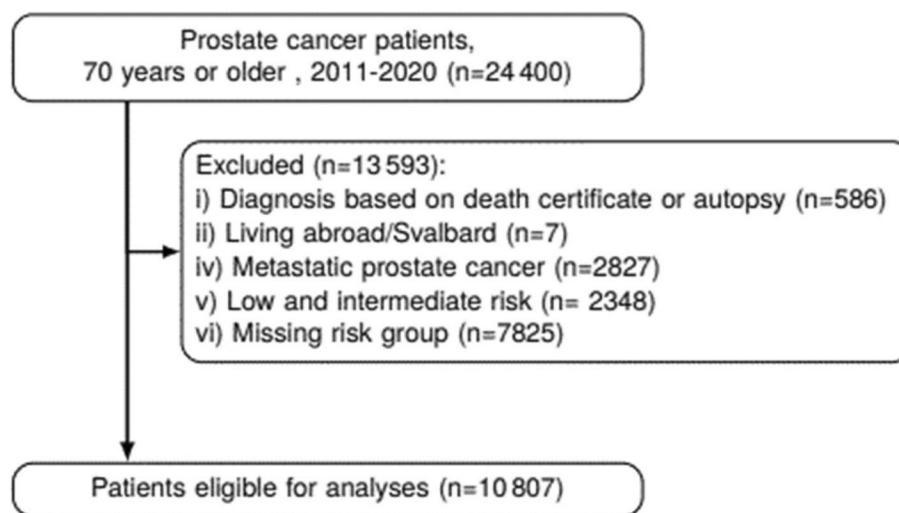 Prostate cancer patients,
70 years or older , 2011-2020 (n=24 400)
Excluded (n=13 593):
i) Diagnosis based on death certificate or autopsy (n=586)
ii) Living abroad/Svalbard (n=7)
iv) Metastatic prostate cancer (n=2827)
v) Low and intermediate risk (n= 2348)
vi) Missing risk group (n=7825)
Patients eligible for analyses (n=10 807)